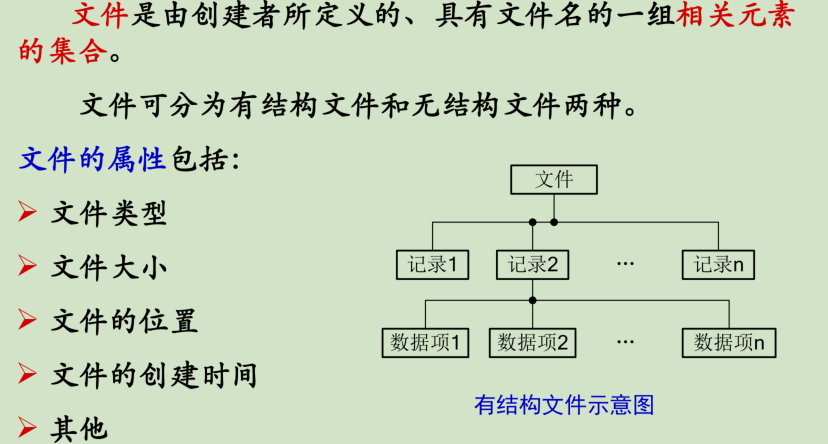 文件是由创建者所定义的、具有文件名的一组相关元素
的集合。
文件可分为有结构文件和无结构文件两种。
文件的属性包括:
文件类型
文件大小
文件的位置
文件的创建时间
其他
文件
记录1 记录2 … 记录n
数据项1 数据项2 … 数据项n
有结构文件示意图